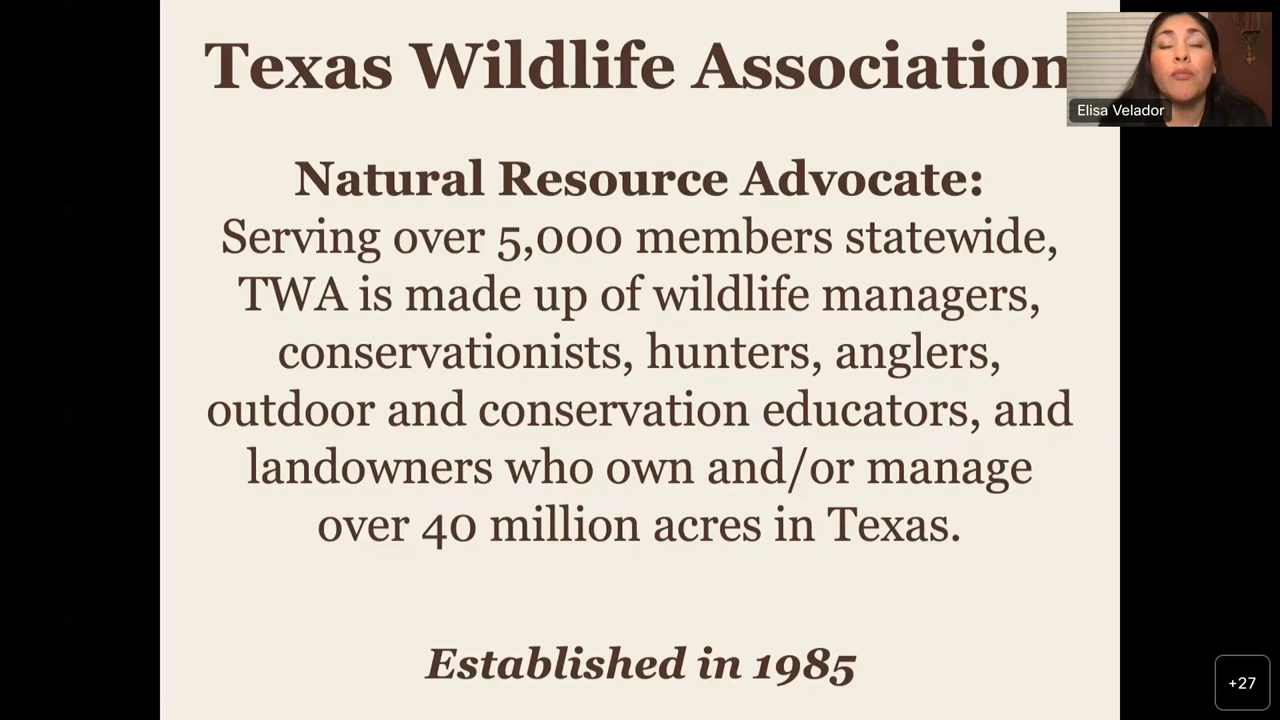 Texas Wildlife Association
Elisa Velador
Natural Resource Advocate:
Serving over 5,000 members statewide,
TWA is made up of wildlife managers,
conservationists, hunters, anglers,
outdoor and conservation educators, and
landowners who own and/or manage
over 40 million acres in Texas.
Established in 1985
+27